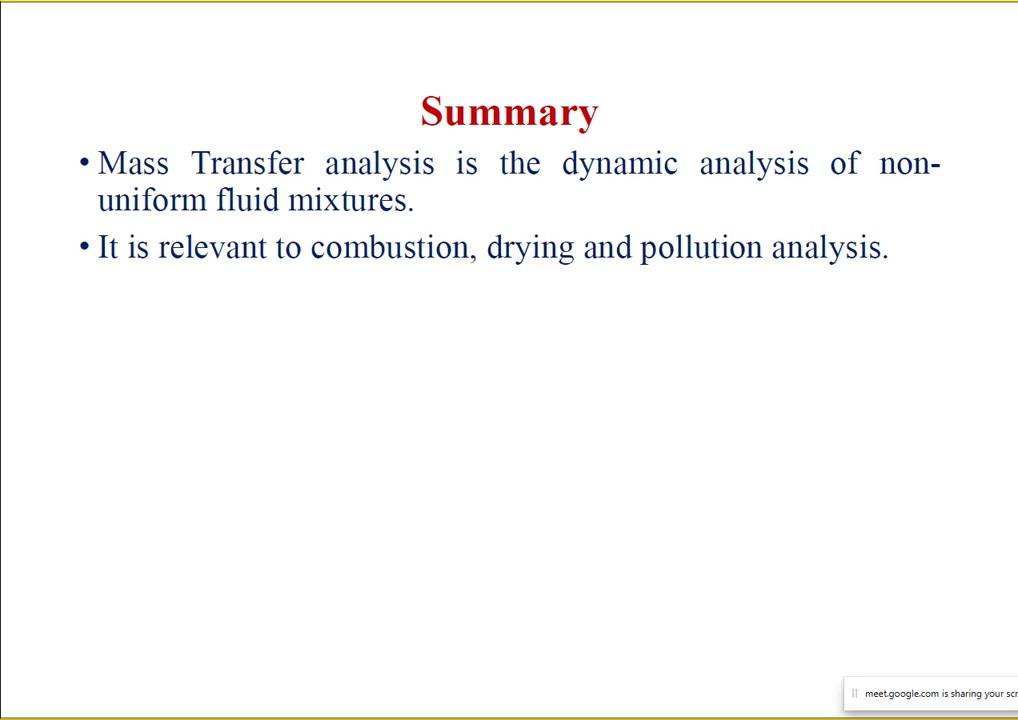 Summary
• Mass Transfer analysis is the dynamic analysis of non-
uniform fluid mixtures.
• It is relevant to combustion, drying and pollution analysis.
meet.google.com is sharing your